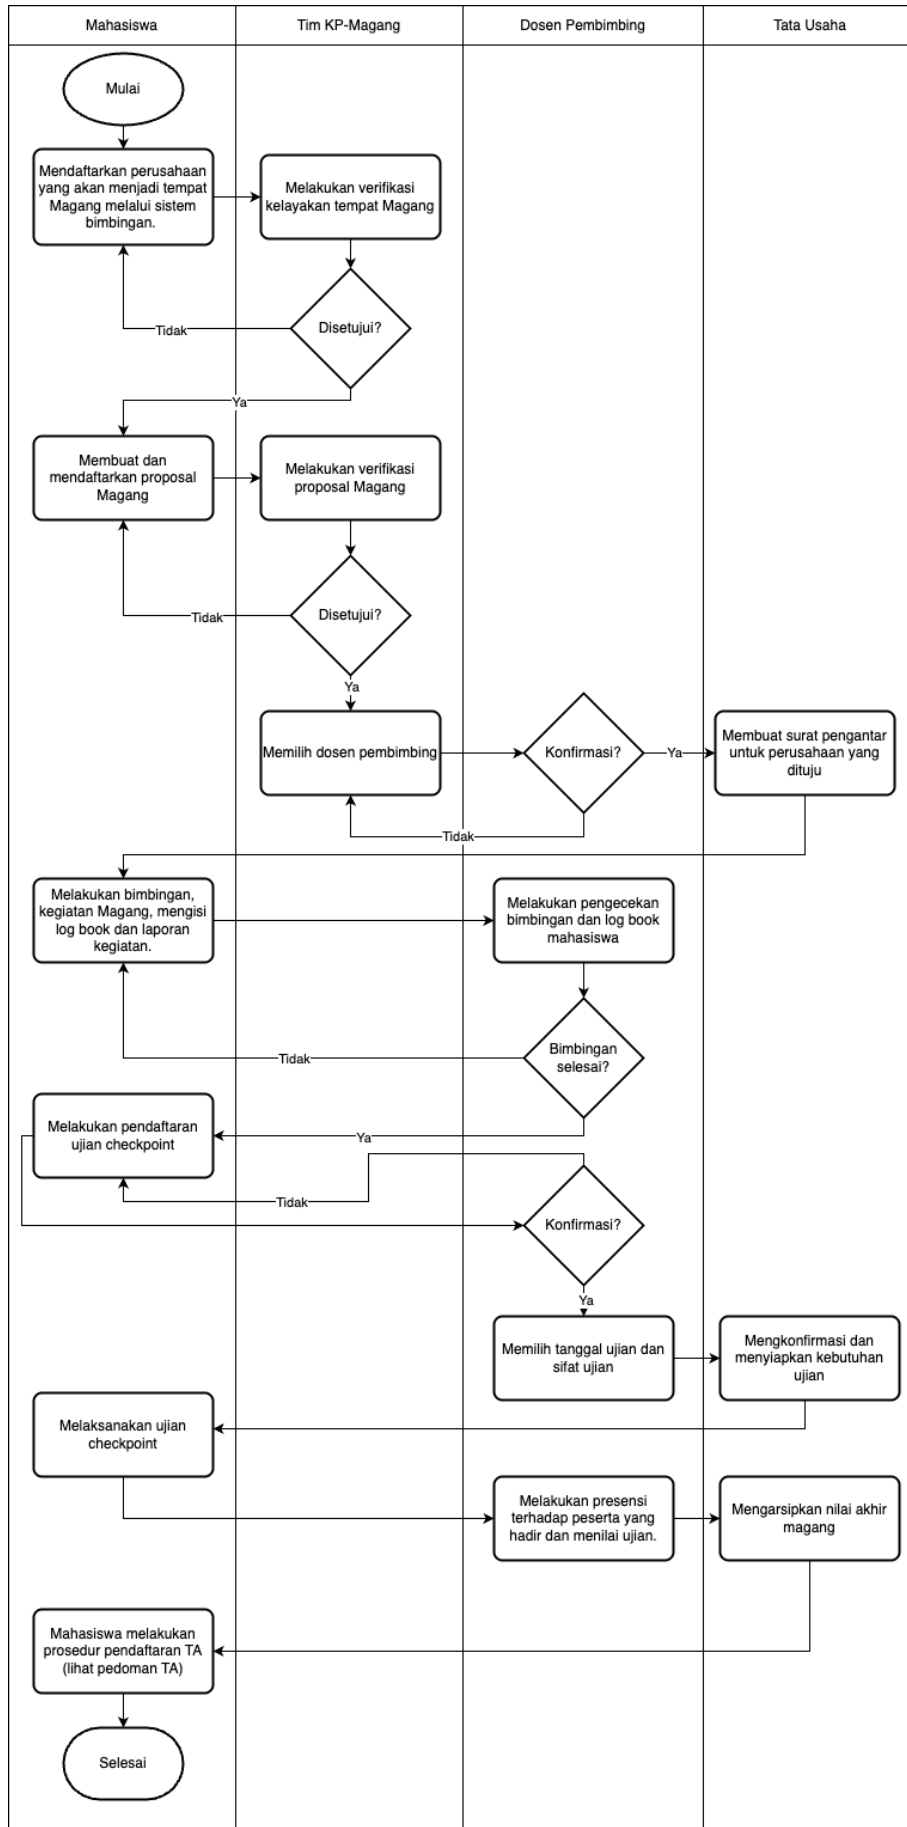 Mahasiswa
Tim KP-Magang
Dosen Pembimbing
Tata Usaha
Mulai
Mendaftarkan perusahaan
yang akan menjadi tempat
Magang melalui sistem
bimbingan.
Melakukan verifikasi
kelayakan tempat Magang
Disetujui?
Tidak
Ya
Membuat dan
mendaftarkan proposal
Magang
Melakukan verifikasi
proposal Magang
Disetujui?
Tidak
Ya
Memilih dosen pembimbing
Konfirmasi?
Ya
Membuat surat pengantar
untuk perusahaan yang
dituju
Tidak
Melakukan bimbingan,
kegiatan Magang, mengisi
log book dan laporan
kegiatan.
Melakukan pengecekan
bimbingan dan log book
mahasiswa
Bimbingan
selesai?
Tidak
Melakukan pendaftaran
ujian checkpoint
Ya
Tidak
Konfirmasi?
Ya
Memilih tanggal ujian dan
sifat ujian
Mengkonfirmasi dan
menyiapkan kebutuhan
ujian
Melaksanakan ujian
checkpoint
Melakukan presensi
terhadap peserta yang
hadir dan menilai ujian.
Mengarsipkan nilai akhir
magang
Mahasiswa melakukan
prosedur pendaftaran TA
(lihat pedoman TA)
Selesai